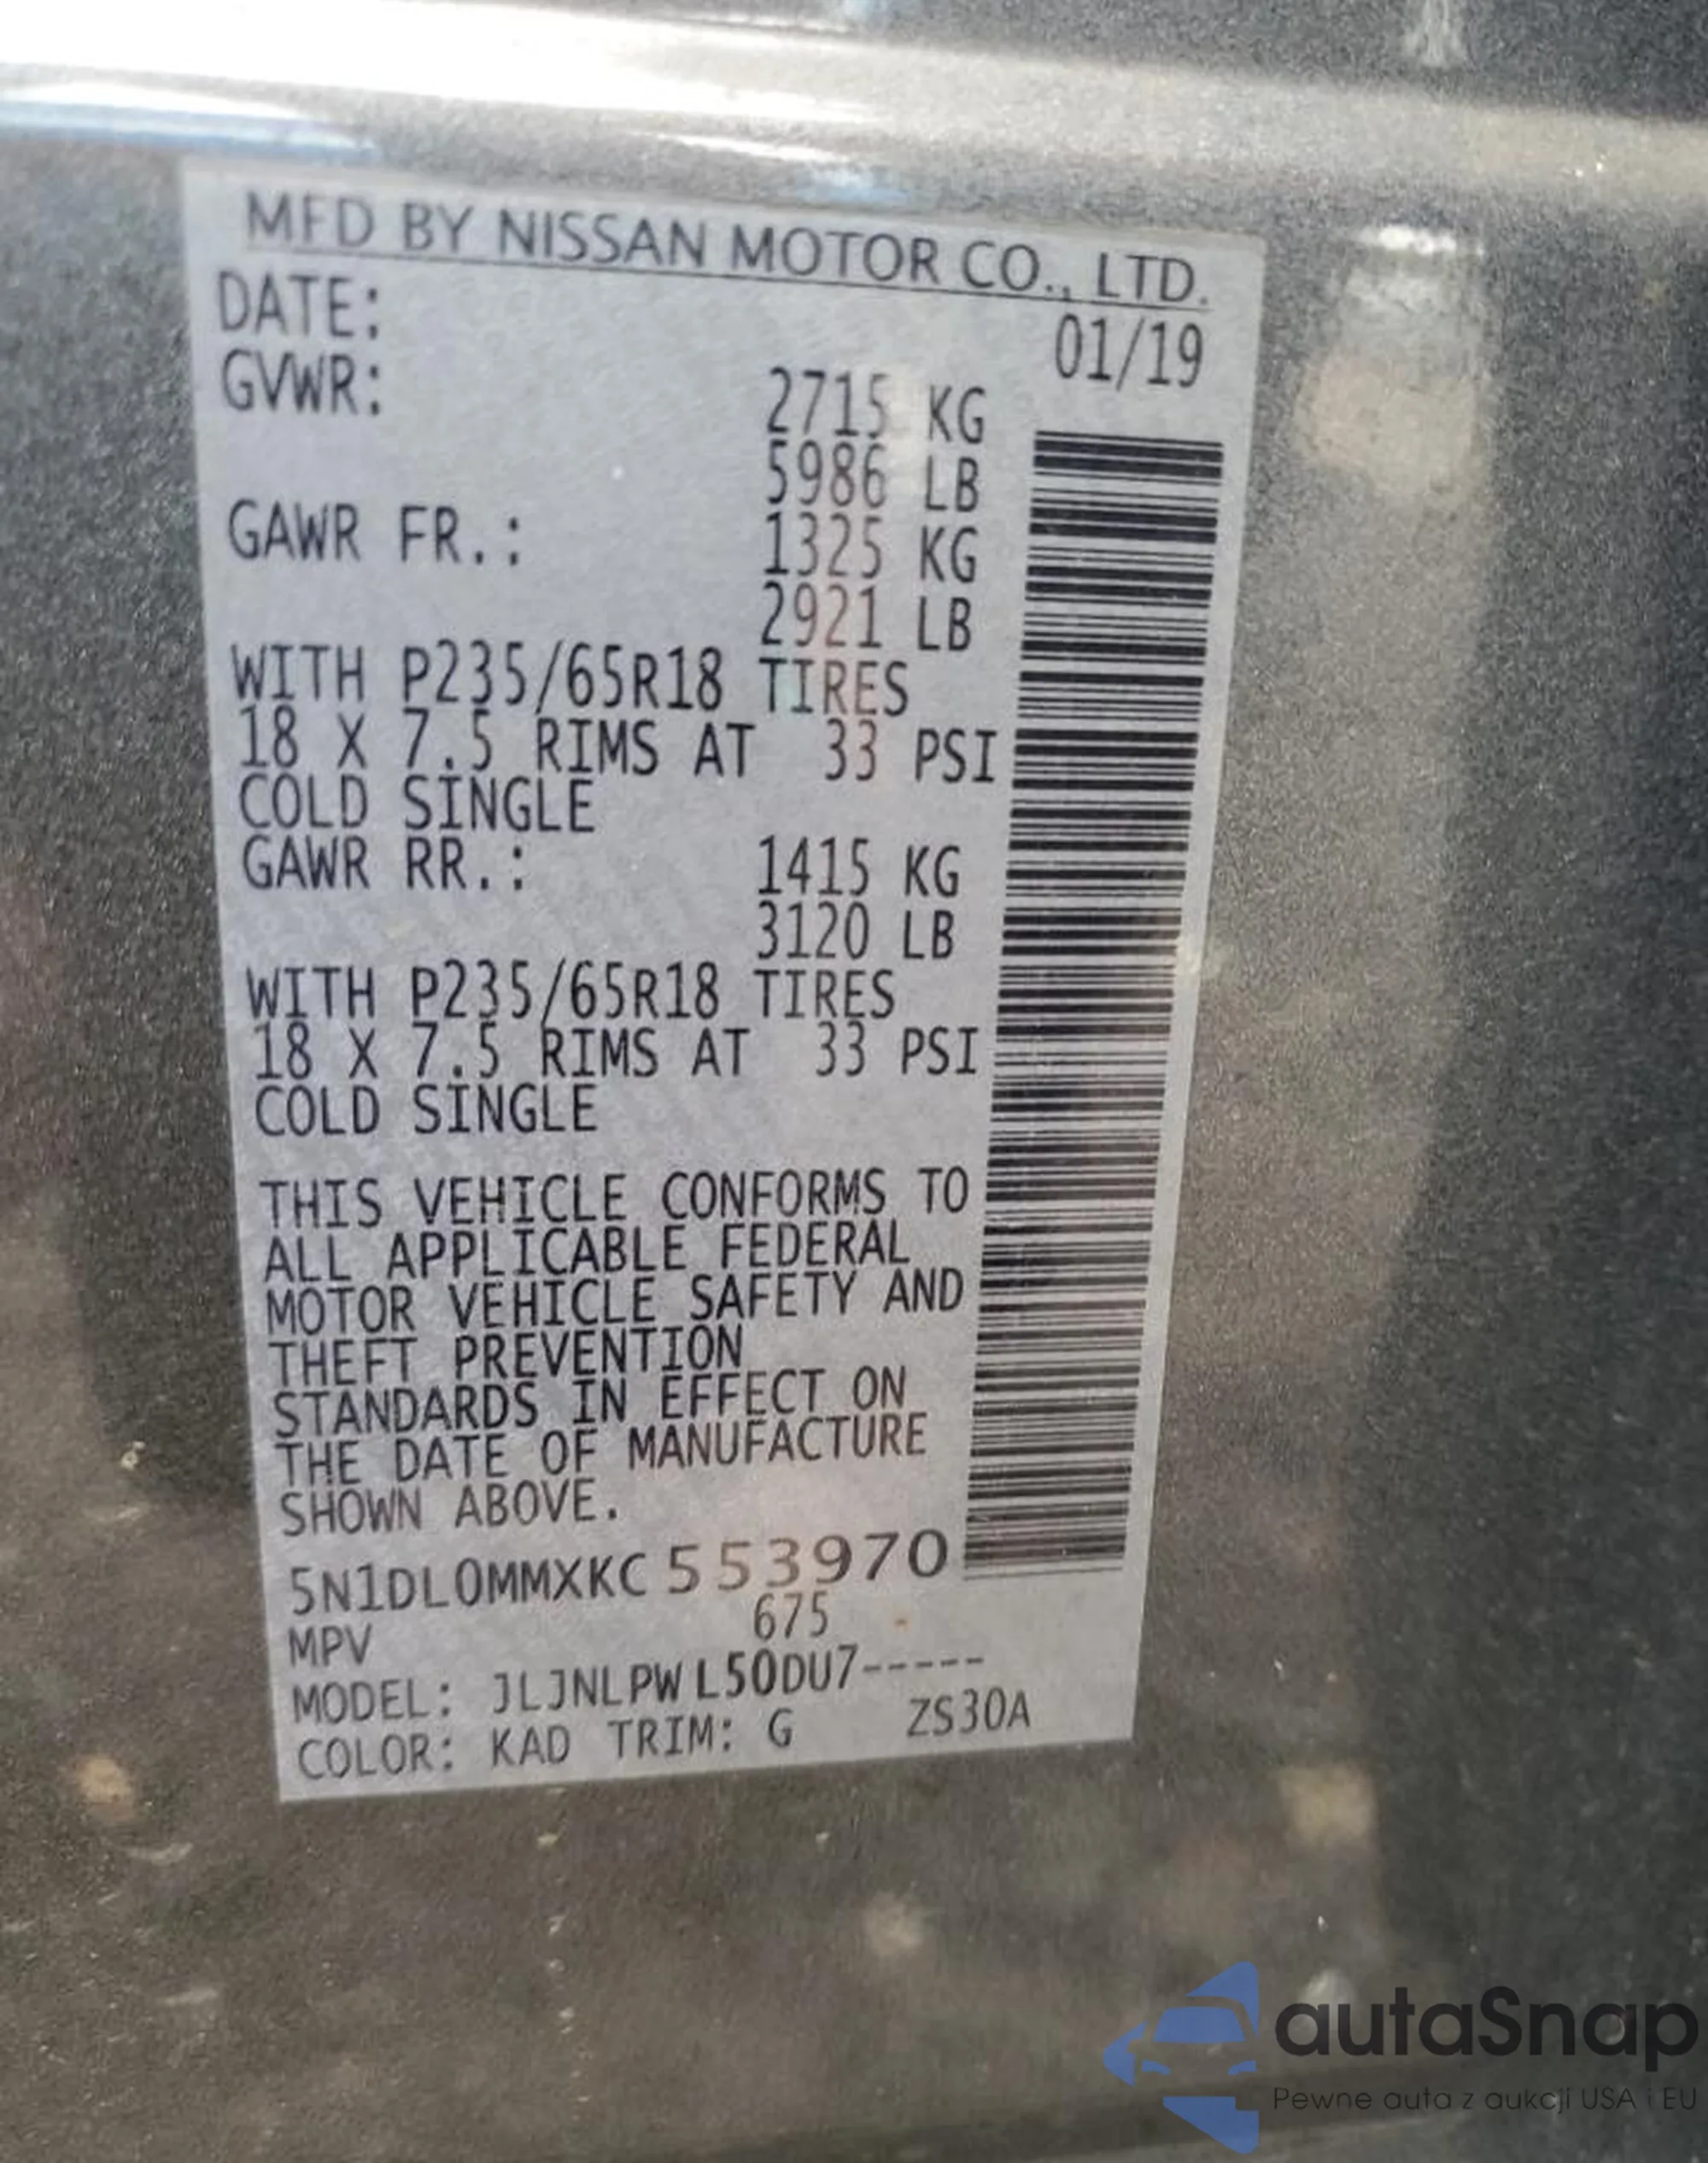 MFD BY NISSAN MOTOR CO., LTD.
DATE: 01/19
GVWR: 2715 KG
5986 LB
GAWR FR.: 1325 KG
2921 LB
WITH P235/65R18 TIRES
18 X 7.5 RIMS AT 33 PSI
COLD SINGLE
GAWR RR.: 1415 KG
3120 LB
WITH P235/65R18 TIRES
18 X 7.5 RIMS AT 33 PSI
COLD SINGLE
THIS VEHICLE CONFORMS TO
ALL APPLICABLE FEDERAL
MOTOR VEHICLE SAFETY AND
THEFT PREVENTION
STANDARDS IN EFFECT ON
THE DATE OF MANUFACTURE
SHOWN ABOVE.
5N1DL0MMXKC553970
MPV 675
MODEL: JLJNLPWL50DU7-----
COLOR: KAD TRIM: G ZS30A
autaSnap
Pewne auta z aukcji USA i EU